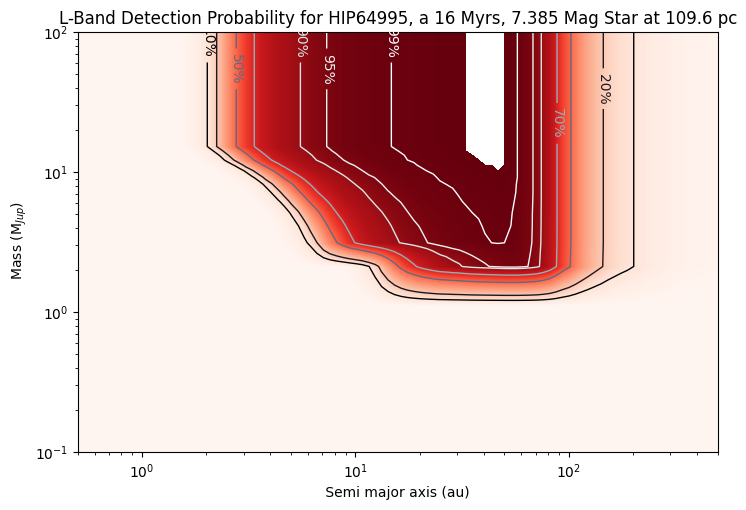 L-Band Detection Probability for HIP64995, a 16 Myrs, 7.385 Mag Star at 109.6 pc
10² 10¹ 10⁰ 10⁻¹
Mass (M_Jup)
50% 90% 95% 99% 70% 20%
10⁰ 10¹ 10²
Semi major axis (au)